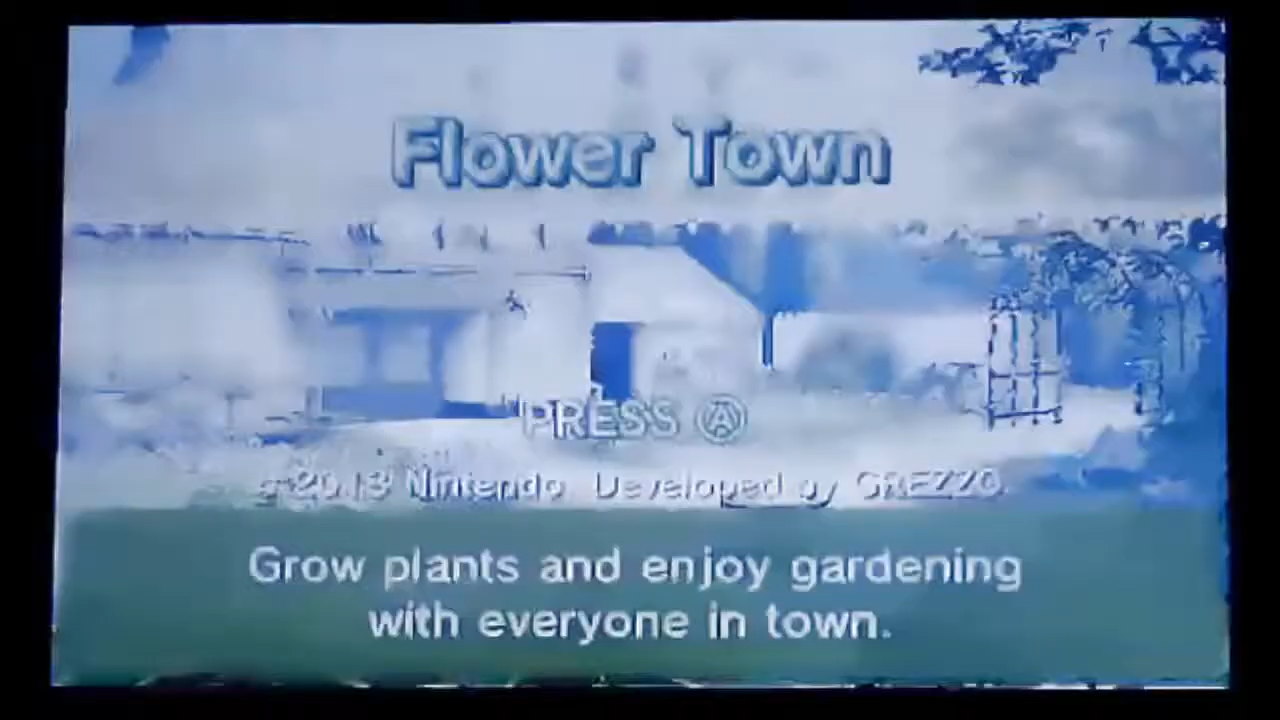 Flower Town
PRESS Ⓐ
©2013 Nintendo Developed by GREZZO.
Grow plants and enjoy gardening
with everyone in town.